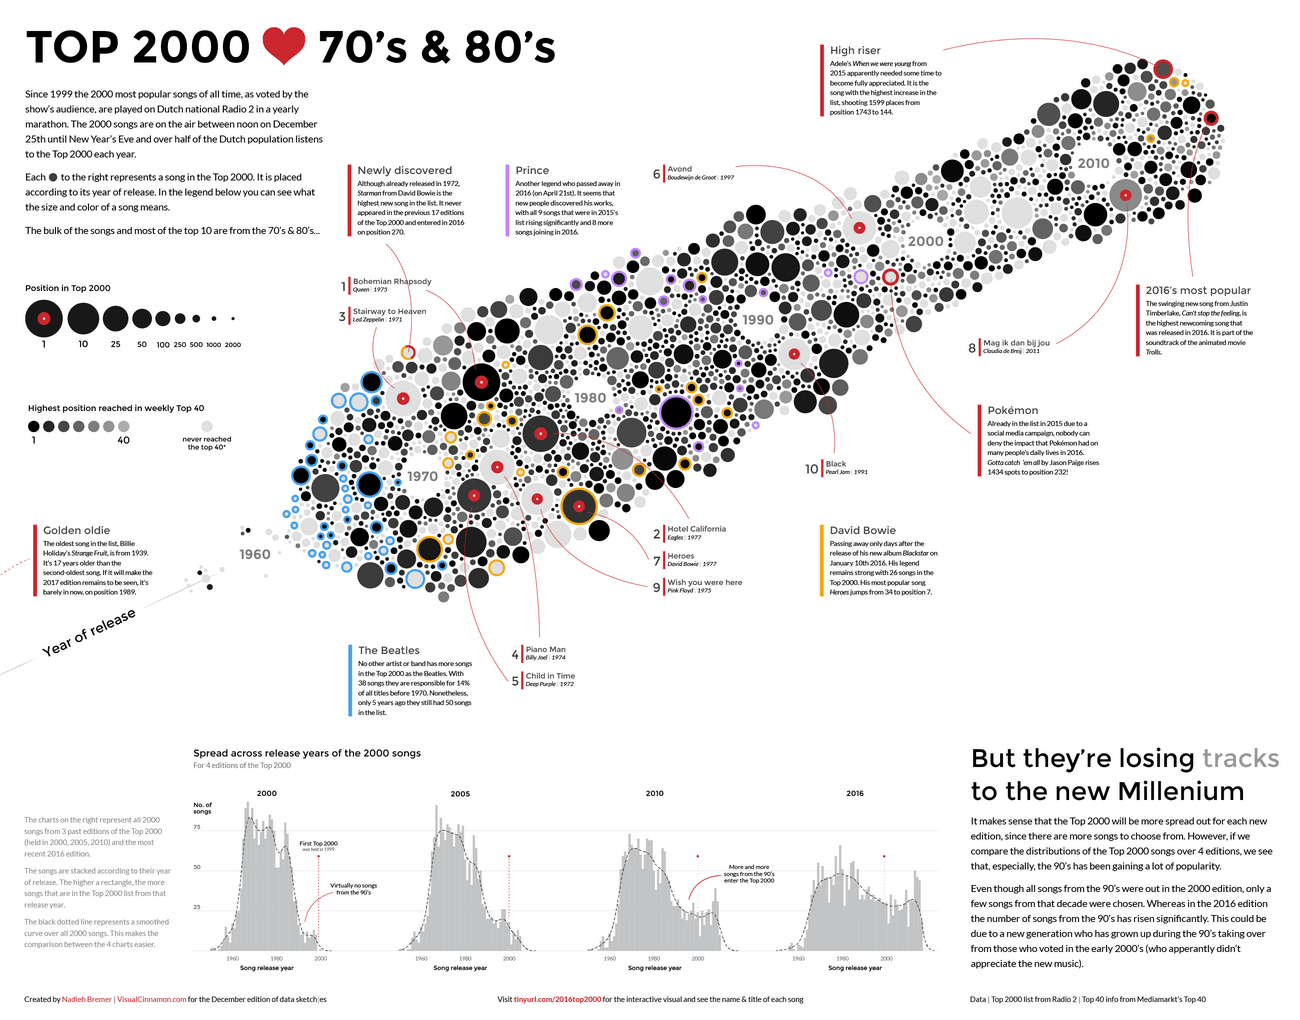 TOP 2000 ❤ 70's & 80's
Since 1999 the 2000 most popular songs of all time, as voted by the
show's audience, are played on Dutch national Radio 2 in a yearly
marathon. The 2000 songs are on the air between noon on December
25th until New Year's Eve and over half of the Dutch population listens
to the Top 2000 each year.
Each ● to the right represents a song in the Top 2000. It is placed
according to its year of release. In the legend below you can see what
the size and color of a song means.
The bulk of the songs and most of the top 10 are from the 70's & 80's...
Position in Top 2000
1 10 25 50 100 250 500 1000 2000
Highest position reached in weekly Top 40
1 40
never reached
the top 40*
High riser
Adele's When we were young from
2015 apparently needed some time to
become fully appreciated. It is the
song with the highest increase in the
list, shooting 1599 places from
position 1743 to 144.
Newly discovered
Although already released in 1972,
Starman from David Bowie is the
highest new song in the list. It never
appeared in the previous 17 editions
of the Top 2000 and entered in 2016
on position 270.
Prince
Another legend who passed away in
2016 (on April 21st). It seems that
new people discovered his works,
with all 9 songs that were in 2015's
list rising significantly and 8 more
songs joining in 2016.
6 Avond
Boudewijn de Groot | 1997
1 Bohemian Rhapsody
Queen | 1975
3 Stairway to Heaven
Led Zeppelin | 1971
2010
2000
1990
1980
1970
1960
2016's most popular
The swinging new song from Justin
Timberlake, Can't stop the feeling, is
the highest newcoming song that
was released in 2016. It is part of the
soundtrack of the animated movie
Trolls.
8 Mag ik dan bij jou
Claudia de Breij | 2011
Pokémon
Already in the list in 2015 due to a
social media campaign, nobody can
deny the impact that Pokémon had on
many people's daily lives in 2016.
Gotta catch 'em all by Jason Paige rises
1434 spots to position 232!
10 Black
Pearl Jam | 1991
Golden oldie
The oldest song in the list, Billie
Holiday's Strange Fruit, is from 1939.
It's 17 years older than the
second-oldest song. If it will make the
2017 edition remains to be seen, it's
barely in now, on position 1989.
Year of release
2 Hotel California
Eagles | 1977
7 Heroes
David Bowie | 1977
9 Wish you were here
Pink Floyd | 1975
David Bowie
Passing away only days after the
release of his new album Blackstar on
January 10th 2016. His legend
remains strong with 26 songs in the
Top 2000. His most popular song
Heroes jumps from 34 to position 7.
The Beatles
No other artist or band has more songs
in the Top 2000 as the Beatles. With
38 songs they are responsible for 14%
of all titles before 1970. Nonetheless,
only 5 years ago they still had 50 songs
in the list.
4 Piano Man
Billy Joel | 1974
5 Child in Time
Deep Purple | 1972
Spread across release years of the 2000 songs
For 4 editions of the Top 2000
The charts on the right represent all 2000
songs from 3 past editions of the Top 2000
(held in 2000, 2005, 2010) and the most
recent 2016 edition.
The songs are stacked according to their year
of release. The higher a rectangle, the more
songs that are in the Top 2000 list from that
release year.
The black dotted line represents a smoothed
curve over all 2000 songs. This makes the
comparison between the 4 charts easier.
2000 2005 2010 2016
No. of
songs
75
50
25
First Top 2000
was held in 1999
Virtually no songs
from the 90's
More and more
songs from the 90's
enter the Top 2000
1960 1980 2000 1960 1980 2000 1960 1980 2000 1960 1980 2000
Song release year Song release year Song release year Song release year
But they're losing tracks
to the new Millenium
It makes sense that the Top 2000 will be more spread out for each new
edition, since there are more songs to choose from. However, if we
compare the distributions of the Top 2000 songs over 4 editions, we see
that, especially, the 90's has been gaining a lot of popularity.
Even though all songs from the 90's were out in the 2000 edition, only a
few songs from that decade were chosen. Whereas in the 2016 edition
the number of songs from the 90's has risen significantly. This could be
due to a new generation who has grown up during the 90's taking over
from those who voted in the early 2000's (who apperantly didn't
appreciate the new music).
Created by Nadieh Bremer | VisualCinnamon.com for the December edition of data sketch|es
Visit tinyurl.com/2016top2000 for the interactive visual and see the name & title of each song
Data | Top 2000 list from Radio 2 | Top 40 info from Mediamarkt's Top 40